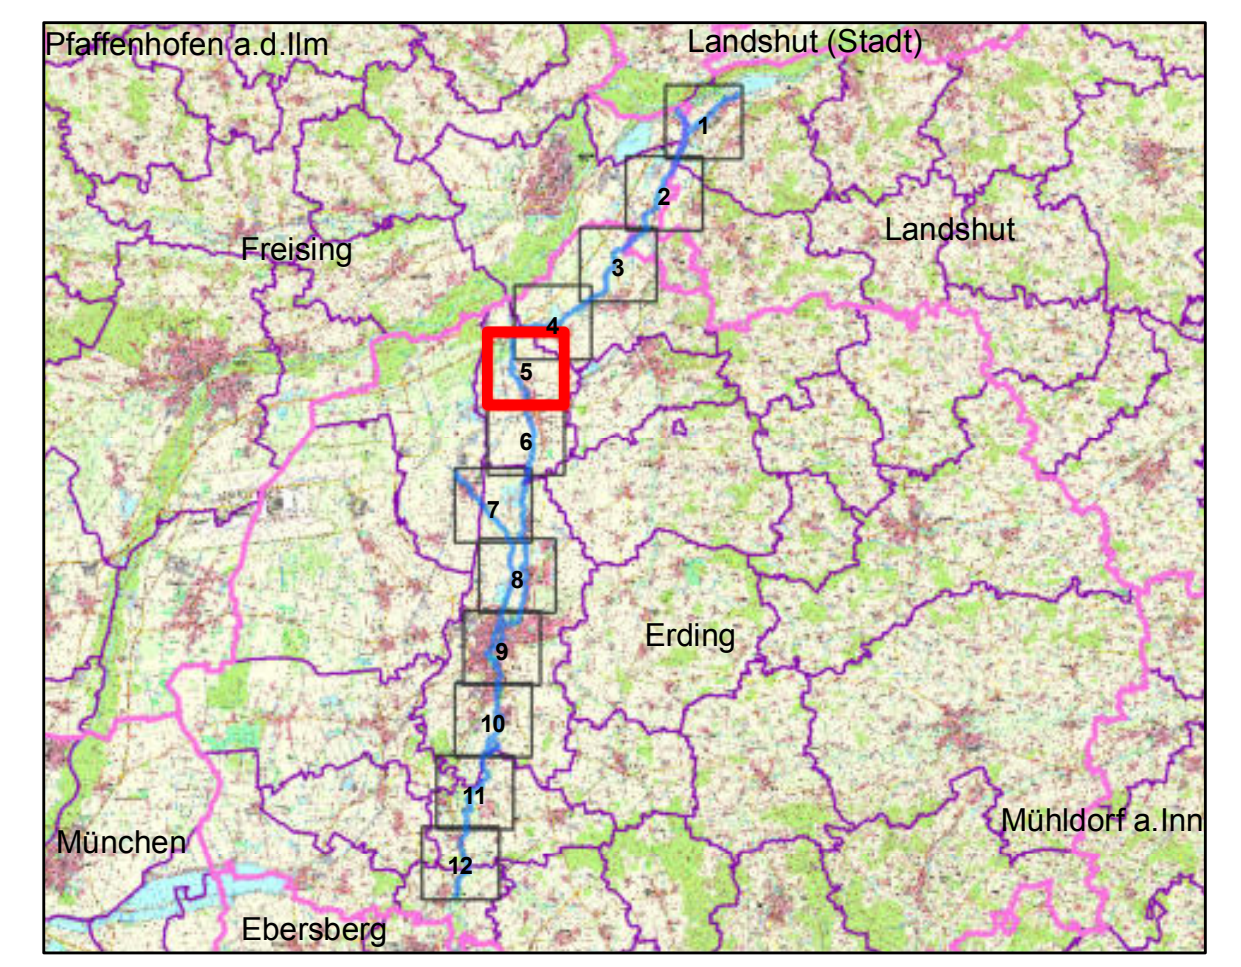 Pfaffenhofen a.d.Ilm
Landshut (Stadt)
1
2
Landshut
Freising
3
4
5
6
7
8
Erding
9
10
11
Mühldorf a.Inn
München
12
Ebersberg